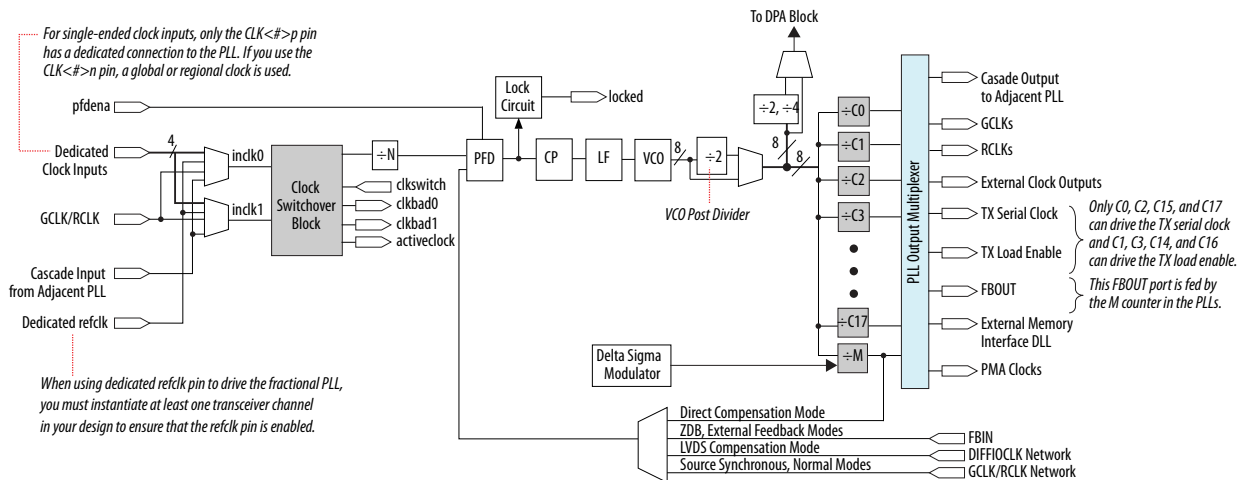 To DPA Block
For single-ended clock inputs, only the CLK<#>p pin
has a dedicated connection to the PLL. If you use the
CLK<#>n pin, a global or regional clock is used.
pfdena
Lock
Circuit
locked
÷2, ÷4
Casade Output
to Adjacent PLL
÷C0
GCLKs
4
Dedicated
Clock Inputs
inclk0
÷N
PFD
CP
LF
VCO
8
÷2
8
8
÷C1
RCLKs
Clock
Switchover
Block
clkswitch
clkbad0
clkbad1
activeclock
VCO Post Divider
÷C2
External Clock Outputs
GCLK/RCLK
inclk1
÷C3
TX Serial Clock
TX Load Enable
Only C0, C2, C15, and C17
can drive the TX serial clock
and C1, C3, C14, and C16
can drive the TX load enable.
PLL Output Multiplexer
Cascade Input
from Adjacent PLL
FBOUT
This FBOUT port is fed by
the M counter in the PLLs.
Dedicated refclk
÷C17
External Memory
Interface DLL
Delta Sigma
Modulator
÷M
PMA Clocks
When using dedicated refclk pin to drive the fractional PLL,
you must instantiate at least one transceiver channel
in your design to ensure that the refclk pin is enabled.
Direct Compensation Mode
ZDB, External Feedback Modes
FBIN
LVDS Compensation Mode
DIFFIOCLK Network
Source Synchronous, Normal Modes
GCLK/RCLK Network